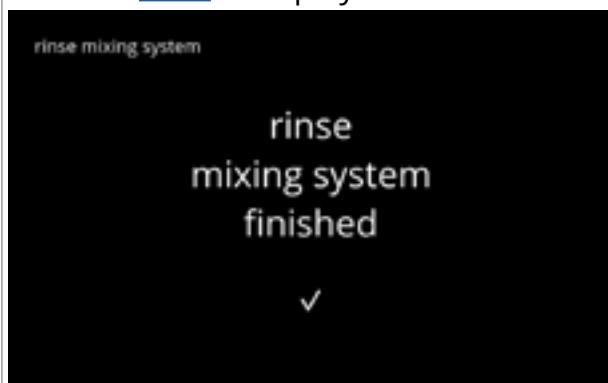 rinse mixing system
rinse
mixing system
finished
✓